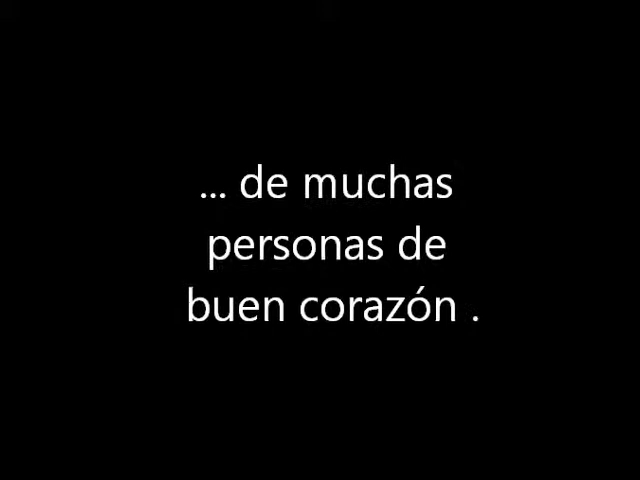 ... de muchas
personas de
buen corazón .